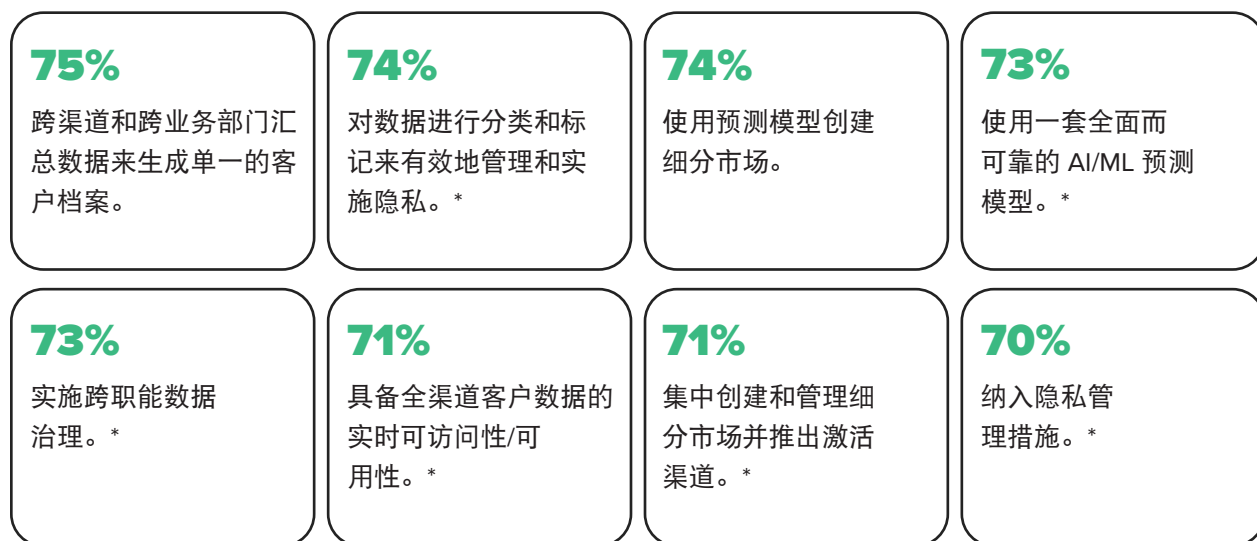 75%
跨渠道和跨业务部门汇
总数据来生成单一的客
户档案。
74%
对数据进行分类和标
记来有效地管理和实
施隐私。*
74%
使用预测模型创建
细分市场。
73%
使用一套全面而
可靠的 AI/ML 预测
模型。*
73%
实施跨职能数据
治理。*
71%
具备全渠道客户数据的
实时可访问性/可
用性。*
71%
集中创建和管理细
分市场并推出激活
渠道。*
70%
纳入隐私管
理措施。*